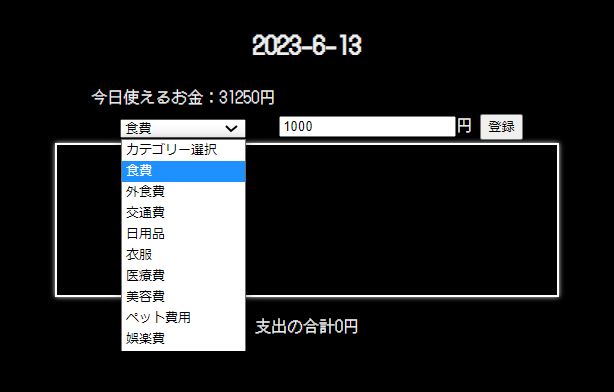 2023-6-13
今日使えるお金：31250円
食費 1000 円 登録
カテゴリー選択
食費
外食費
交通費
日用品
衣服
医療費
美容費
ペット費用
娯楽費
支出の合計0円